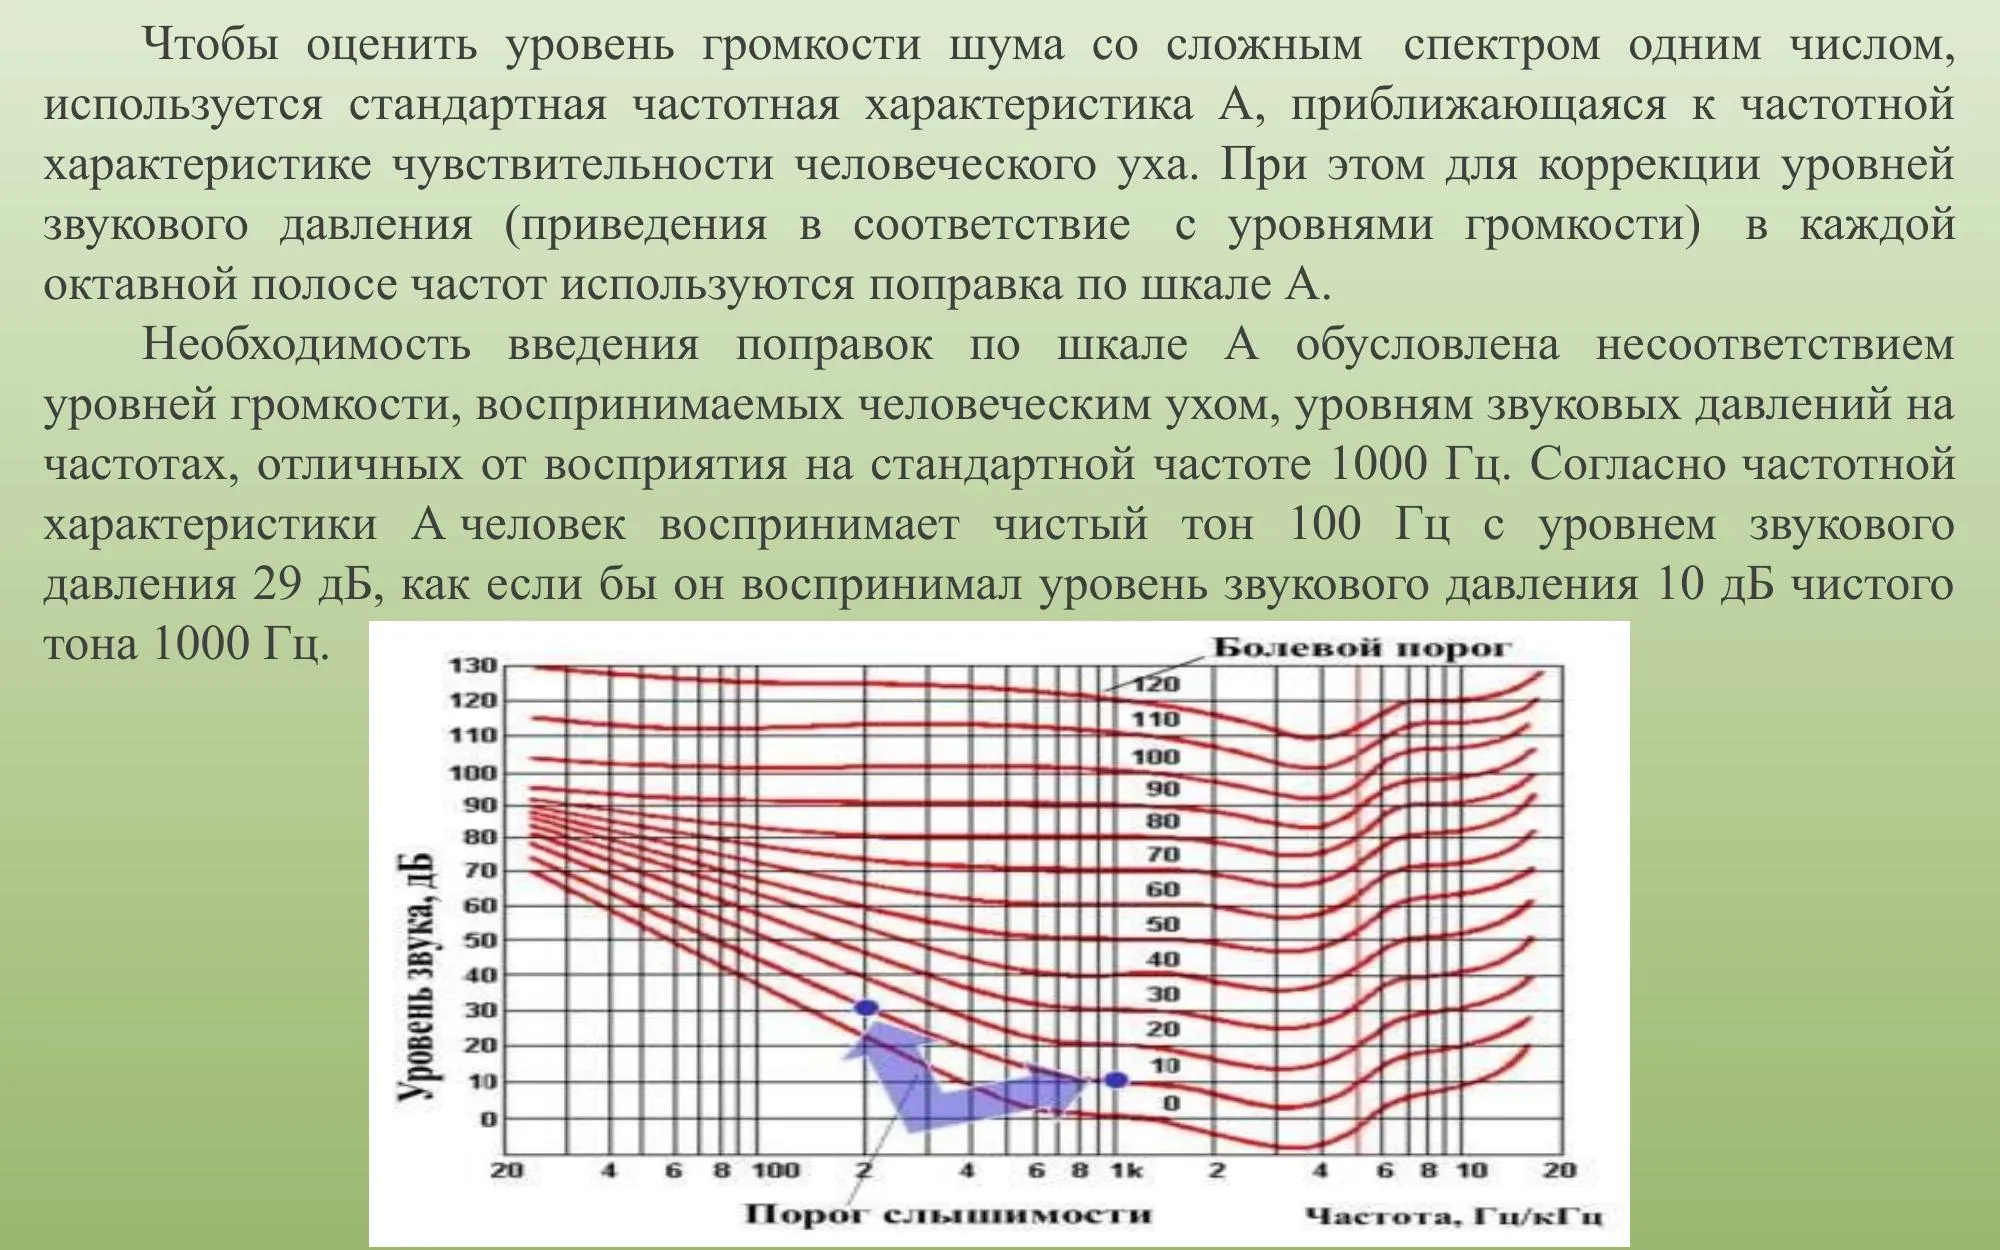 Чтобы оценить уровень громкости шума со сложным спектром одним числом,
используется стандартная частотная характеристика А, приближающаяся к частотной
характеристике чувствительности человеческого уха. При этом для коррекции уровней
звукового давления (приведения в соответствие с уровнями громкости) в каждой
октавной полосе частот используются поправка по шкале А.
Необходимость введения поправок по шкале А обусловлена несоответствием
уровней громкости, воспринимаемых человеческим ухом, уровням звуковых давлений на
частотах, отличных от восприятия на стандартной частоте 1000 Гц. Согласно частотной
характеристики А человек воспринимает чистый тон 100 Гц с уровнем звукового
давления 29 дБ, как если бы он воспринимал уровень звукового давления 10 дБ чистого
тона 1000 Гц.
Болевой порог
130
120
110
100
90
80
70
60
50
40
30
20
10
0
Уровень звука, дБ
120
110
100
90
80
70
60
50
40
30
20
10
0
20 4 6 8 100 2 4 6 8 1k 2 4 6 8 10 20
Порог слышимости
Частота, Гц/кГц